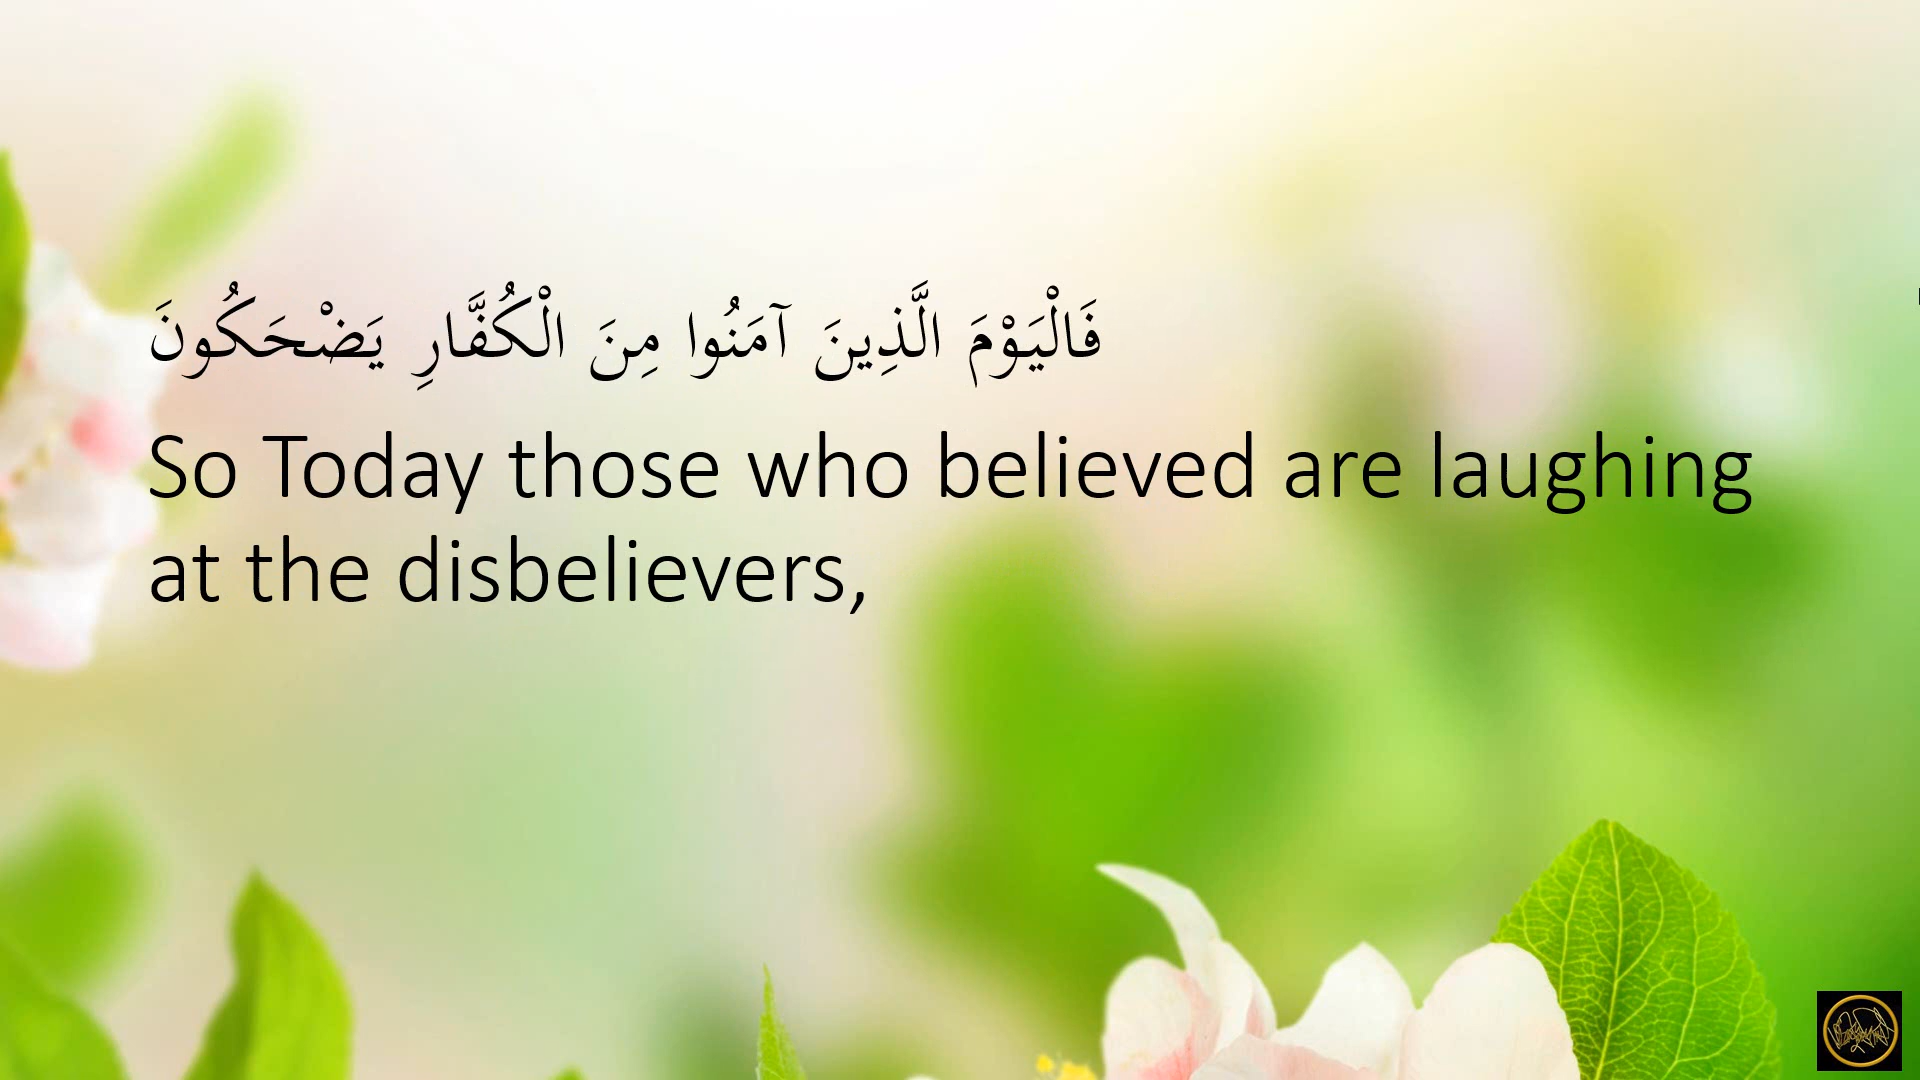 فَالْيَوْمَ الَّذِينَ آمَنُوا مِنَ الْكُفَّارِ يَضْحَكُونَ
So Today those who believed are laughing
at the disbelievers,